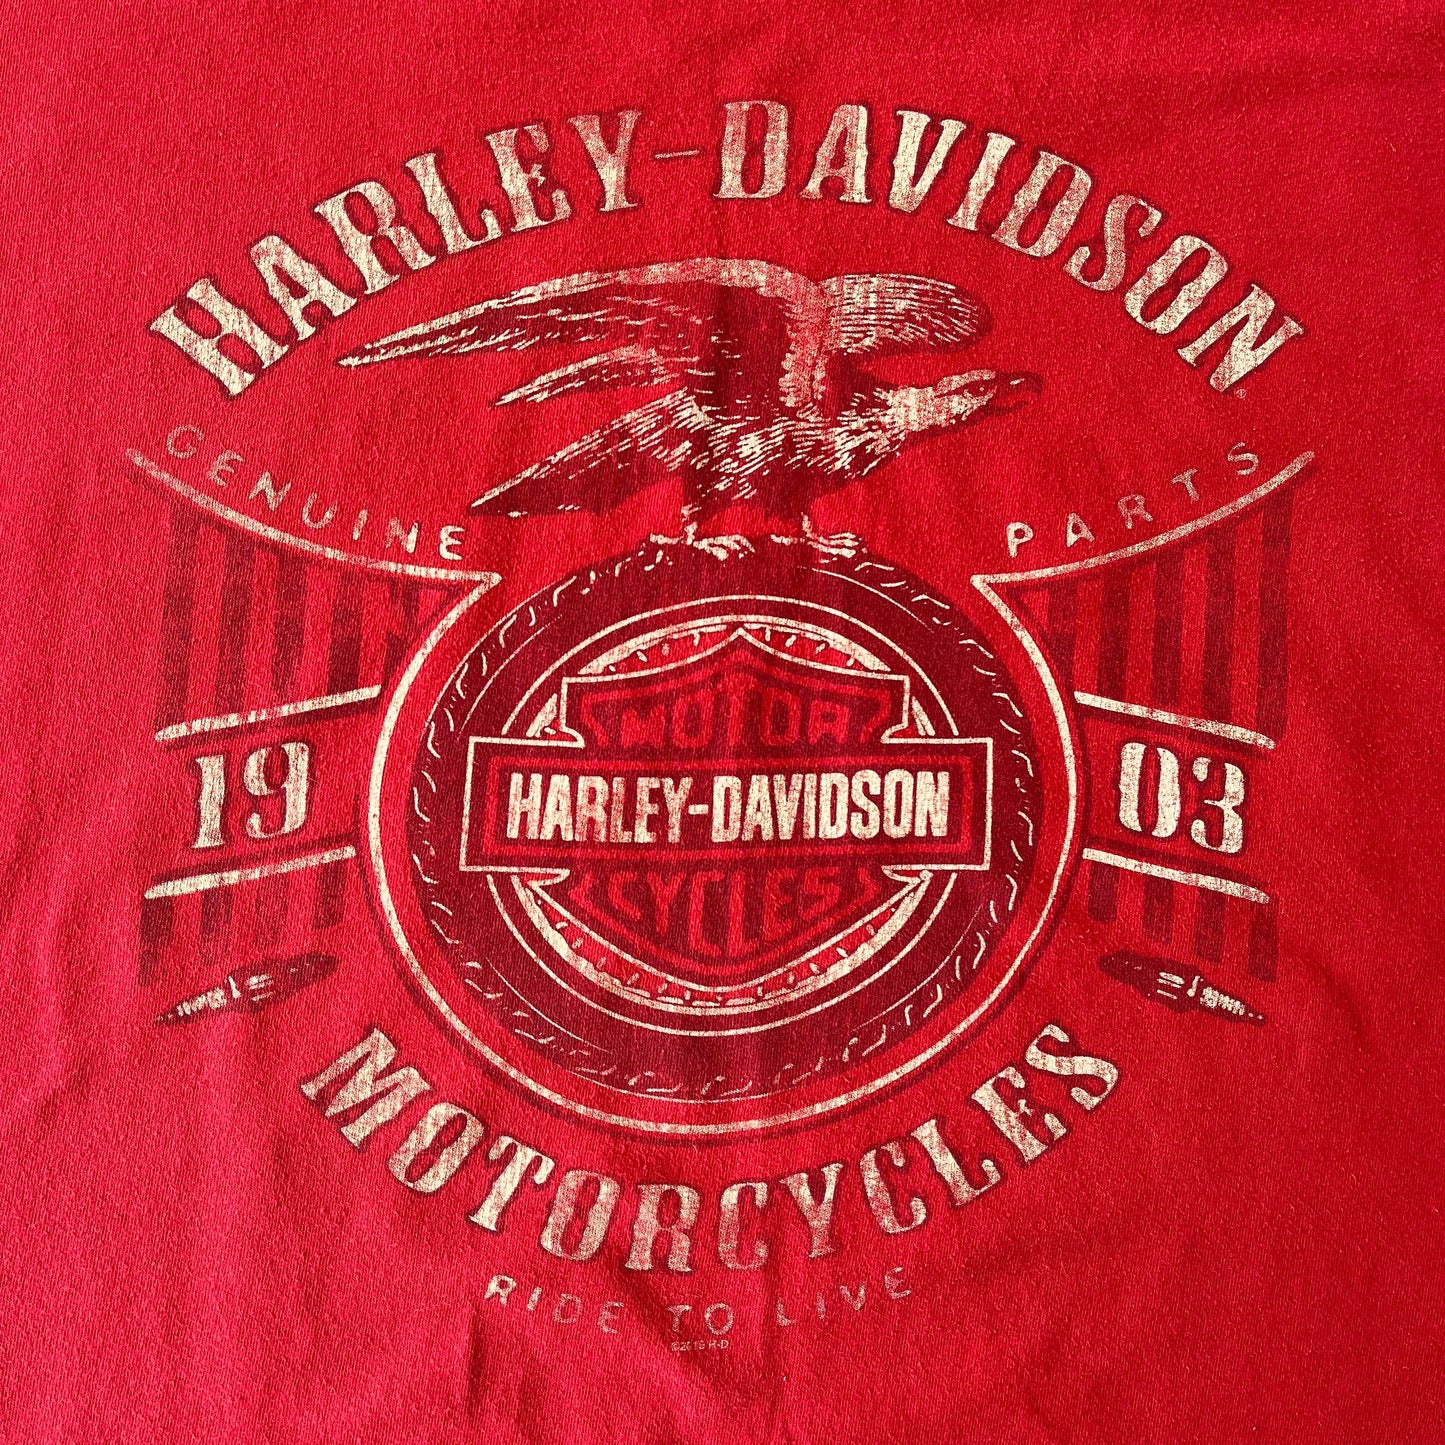 HARLEY-DAVIDSON®
GENUINE PARTS
MOTOR
HARLEY-DAVIDSON
CYCLES
19 03
MOTORCYCLES
RIDE TO LIVE
H-D